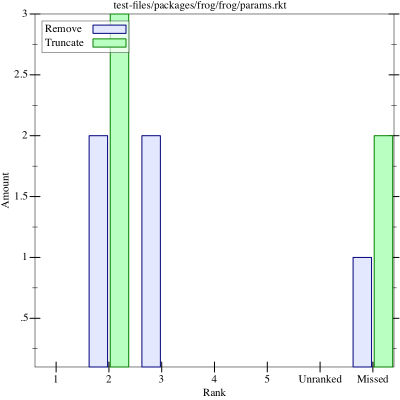 test-files/packages/frog/frog/params.rkt
Remove
Truncate
3
2.5
2
1.5
1
.5
Amount
1 2 3 4 5 Unranked Missed
Rank